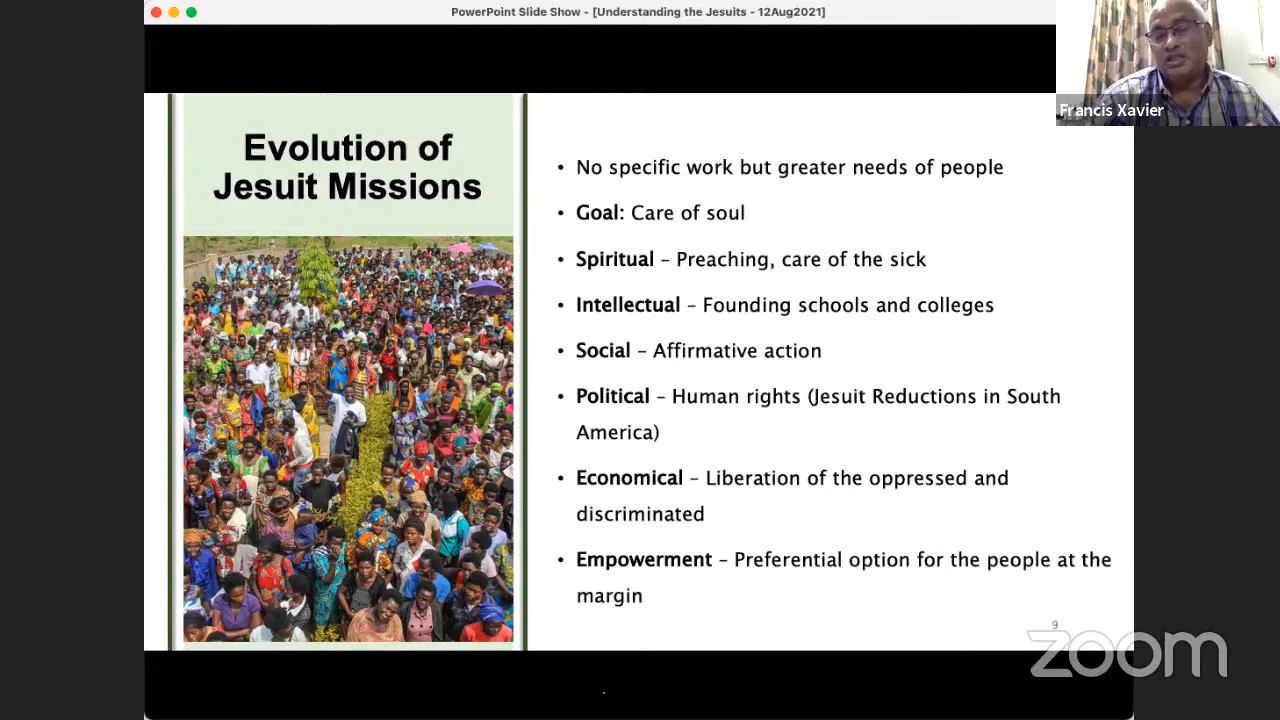 PowerPoint Slide Show - [Understanding the Jesuits - 12Aug2021]
Francis Xavier
Evolution of
Jesuit Missions
• No specific work but greater needs of people
• Goal: Care of soul
• Spiritual – Preaching, care of the sick
• Intellectual – Founding schools and colleges
• Social – Affirmative action
• Political – Human rights (Jesuit Reductions in South
America)
• Economical – Liberation of the oppressed and
discriminated
• Empowerment – Preferential option for the people at the
margin
9
zoom